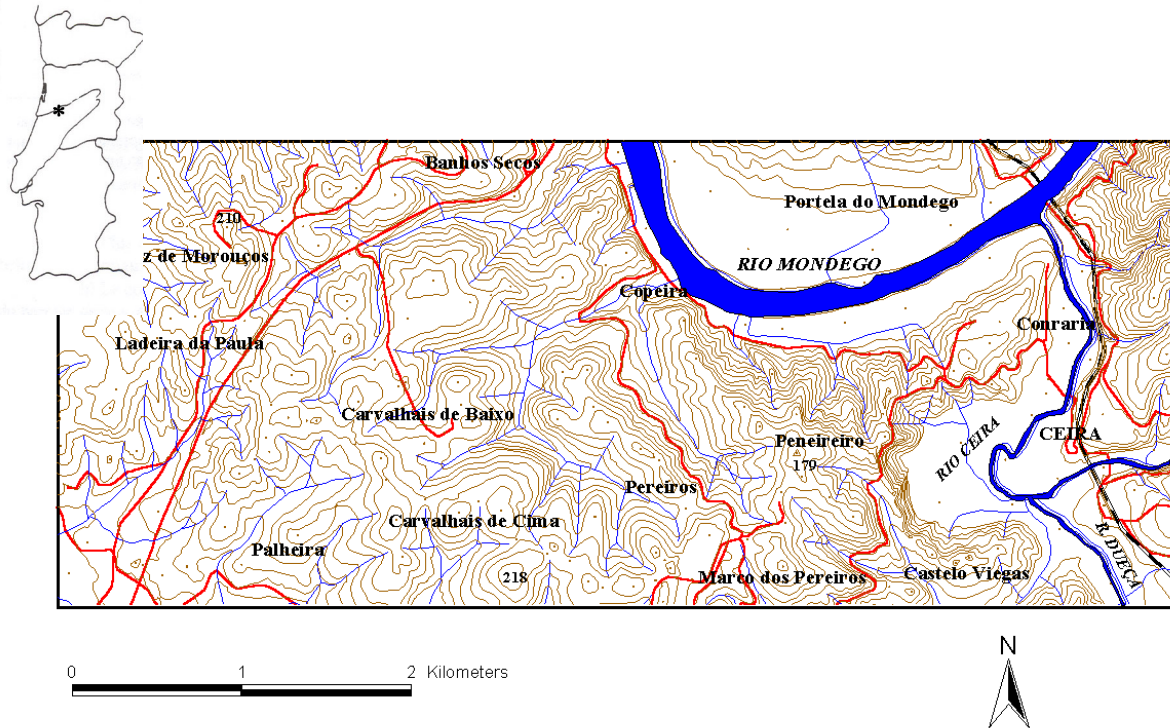 *
Banhos Secos
Portela do Mondego
210
z de Morouços
RIO MONDEGO
Copeira
Conraria
Ladeira da Paula
Carvalhais de Baixo
CEIRA
Peneireiro
RIO CEIRA
179
Pereiros
Carvalhais de Cima
R. DUEÇA
Palheira
218
Marco dos Pereiros
Castelo Viegas
N
0 1 2 Kilometers